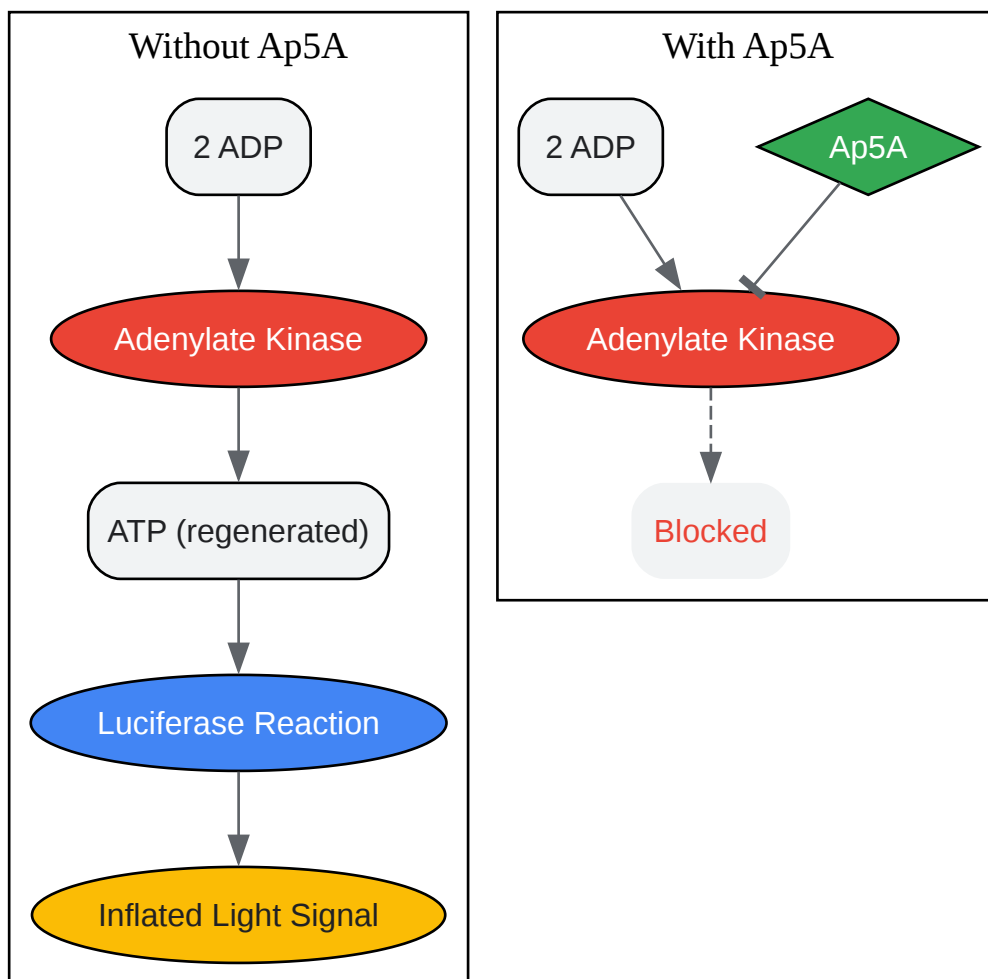 Without Ap5A
2 ADP
Adenylate Kinase
ATP (regenerated)
Luciferase Reaction
Inflated Light Signal
With Ap5A
2 ADP
Ap5A
Adenylate Kinase
Blocked